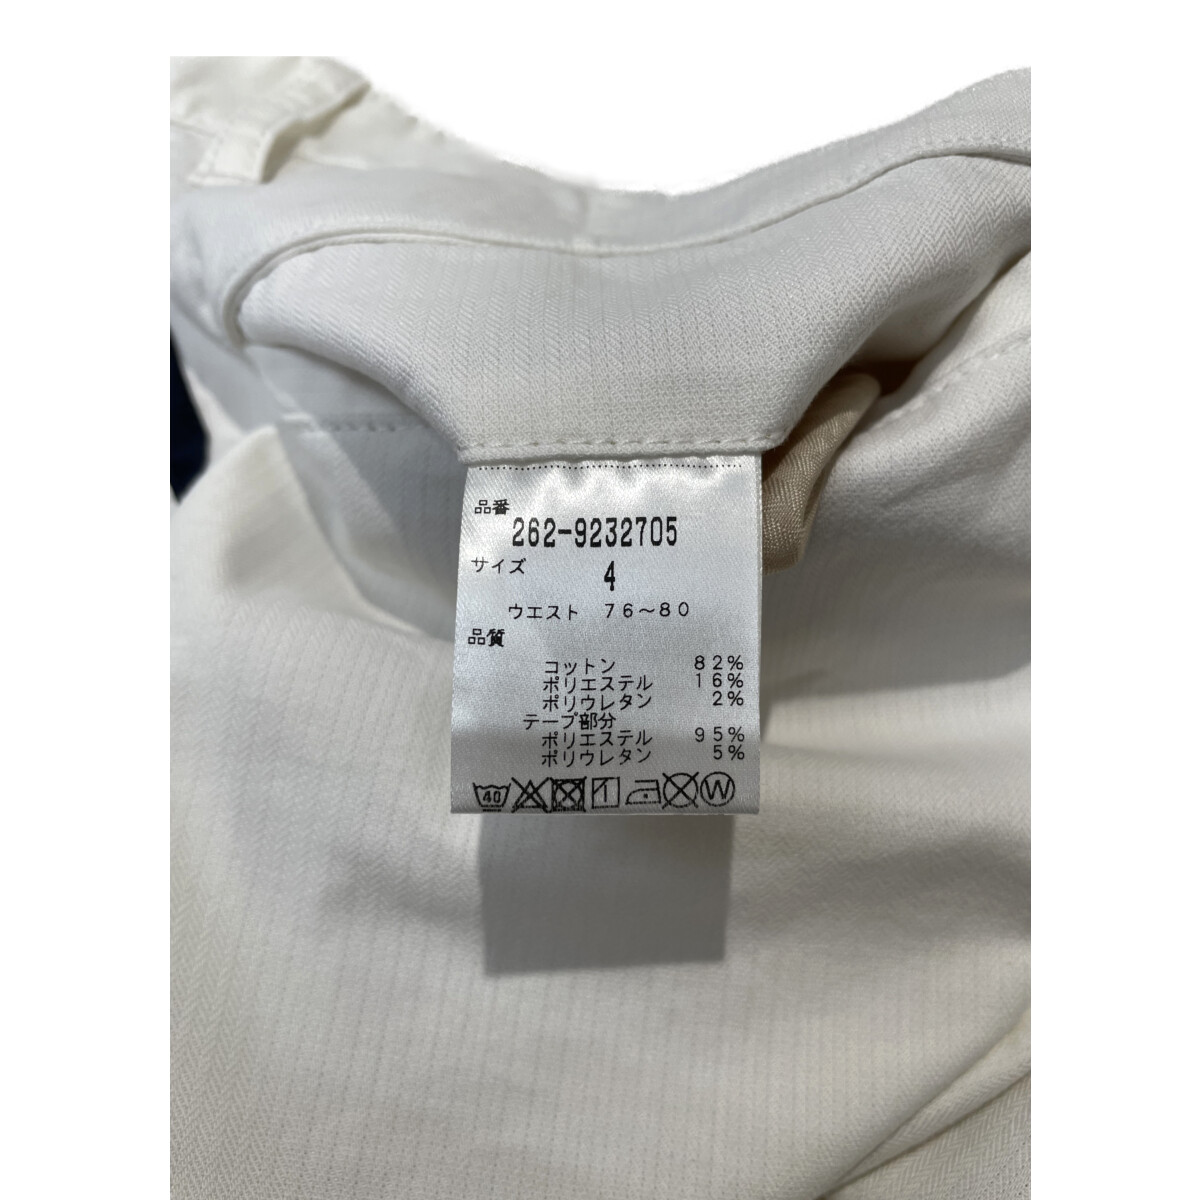 品番
262-9232705
サイズ 4
ウエスト 76～80
品質
コットン 82%
ポリエステル 16%
ポリウレタン 2%
テープ部分
ポリエステル 95%
ポリウレタン 5%
40 1 W